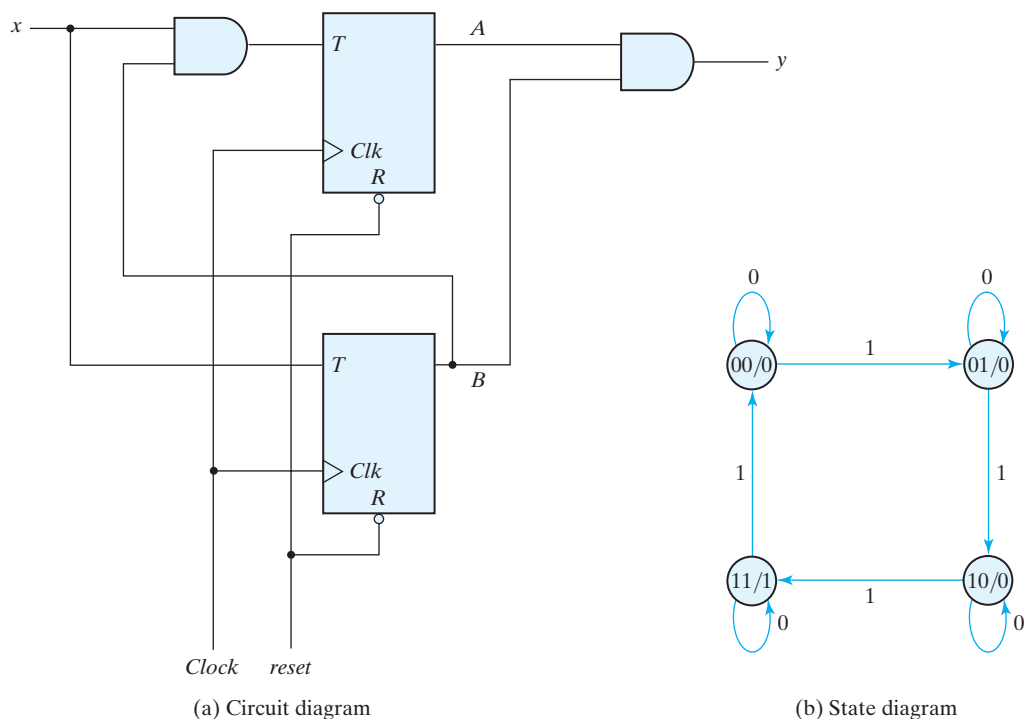 x
T
A
y
Clk
R
T
B
Clk
R
Clock
reset
(a) Circuit diagram
0
0
00/0
1
01/0
1
1
11/1
1
10/0
0
0
(b) State diagram